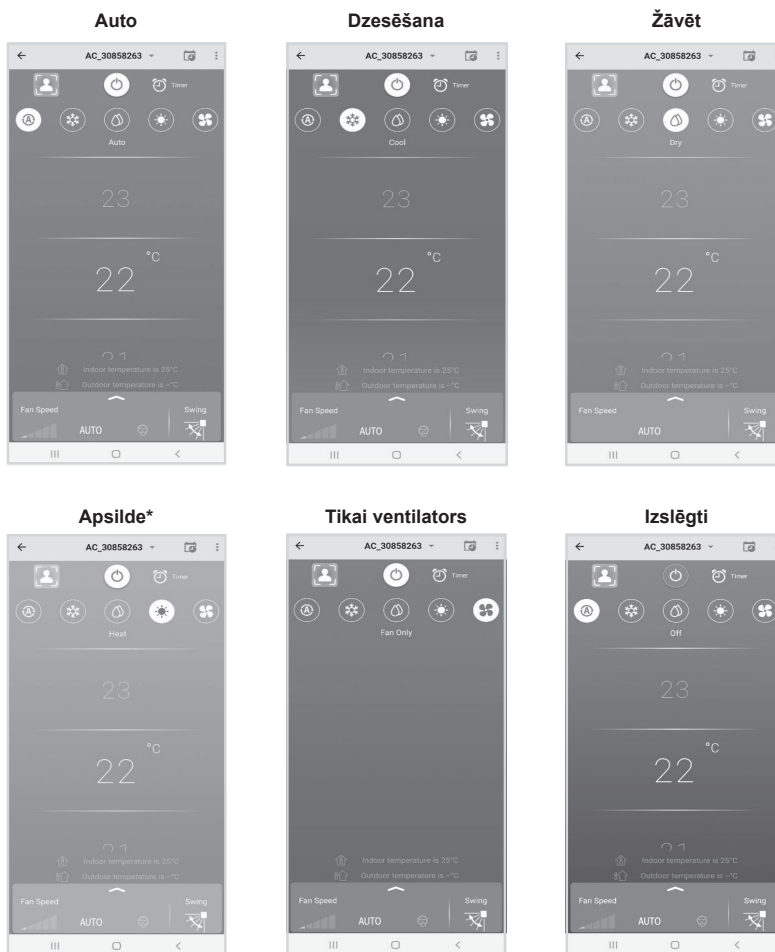 Auto
AC_30858263
Timer
Auto
23
22 °C
21
Indoor temperature is 25°C
Outdoor temperature is --°C
Fan Speed
Swing
AUTO
Dzesēšana
AC_30858263
Timer
Cool
23
22 °C
21
Indoor temperature is 25°C
Outdoor temperature is --°C
Fan Speed
Swing
AUTO
Žāvēt
AC_30858263
Timer
Dry
23
22 °C
21
Indoor temperature is 25°C
Outdoor temperature is --°C
Fan Speed
Swing
AUTO
Apsilde*
AC_30858263
Timer
Heat
23
22 °C
21
Indoor temperature is 25°C
Outdoor temperature is --°C
Fan Speed
Swing
AUTO
Tikai ventilators
AC_30858263
Timer
Fan Only
Indoor temperature is 25°C
Outdoor temperature is --°C
Fan Speed
Swing
AUTO
Izslēgti
AC_30858263
Timer
Off
23
22 °C
21
Indoor temperature is 25°C
Outdoor temperature is --°C
Fan Speed
Swing
AUTO